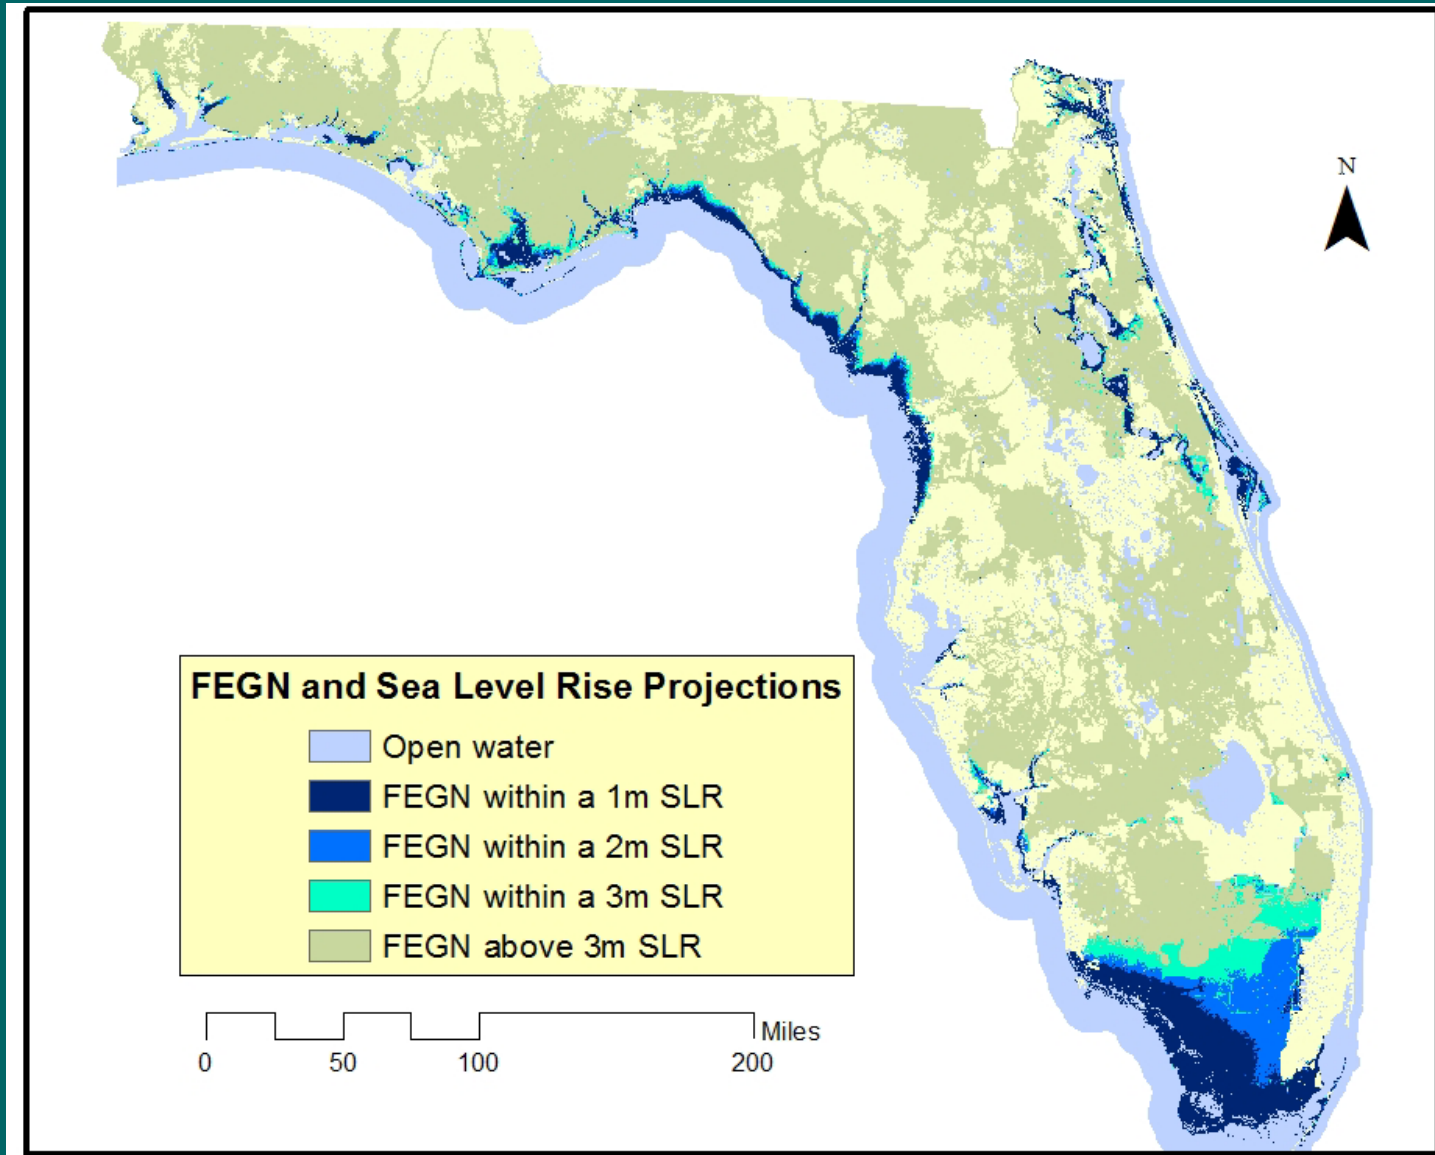 N
FEGN and Sea Level Rise Projections
Open water
FEGN within a 1m SLR
FEGN within a 2m SLR
FEGN within a 3m SLR
FEGN above 3m SLR
Miles
0 50 100 200